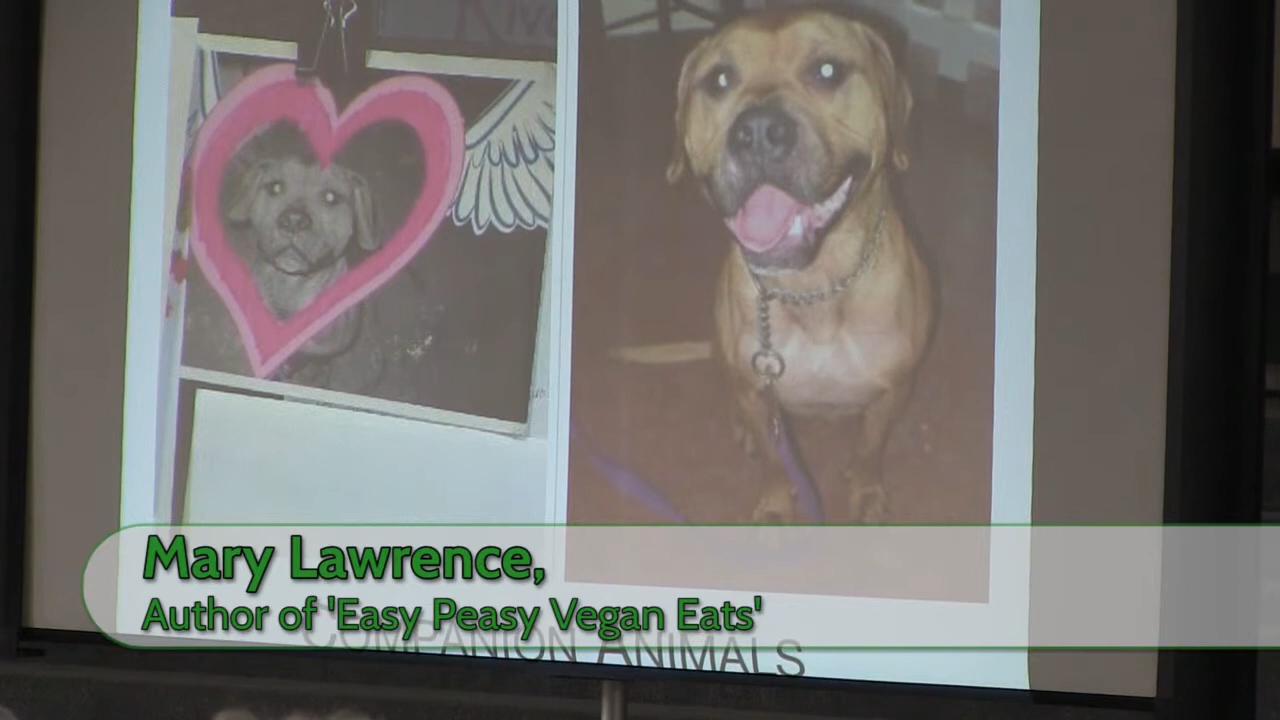 Mary Lawrence,
Author of 'Easy Peasy Vegan Eats'
COMPANION ANIMALS